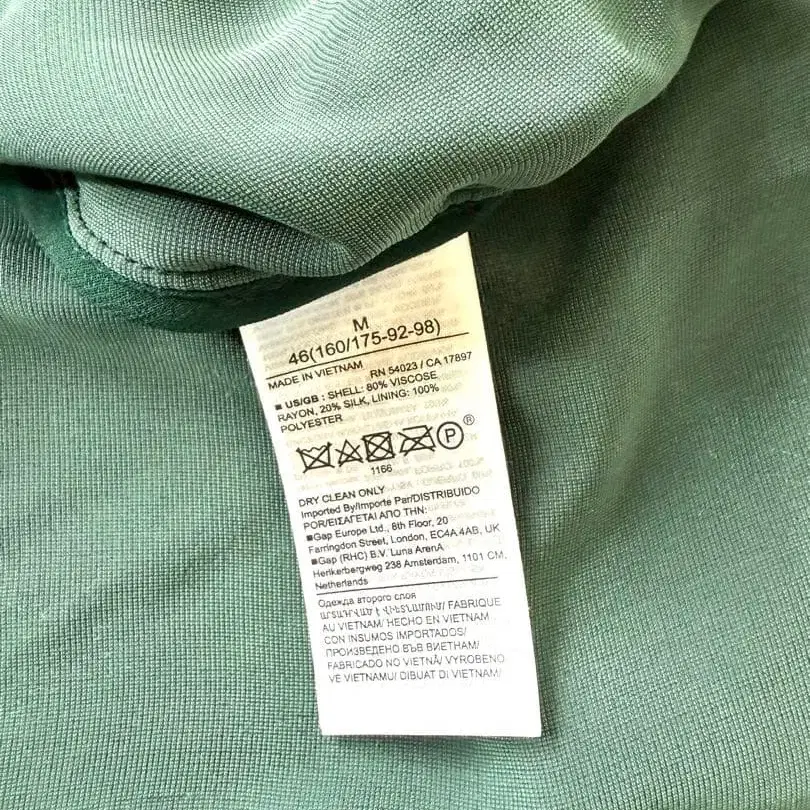 M
46(160/175-92-98)
MADE IN VIETNAM
RN 54023 / CA 17897
■ US/GB : SHELL: 80% VISCOSE
RAYON, 20% SILK, LINING: 100%
POLYESTER
P ®
1166
DRY CLEAN ONLY
Imported By/Importe Par/DISTRIBUIDO
POR/ΕΙΣΑΓΕΤΑΙ ΑΠΟ ΤΗΝ:
■Gap Europe Ltd., 8th Floor, 20
Farringdon Street, London, EC4A 4AB, UK
■Gap (RHC) B.V. Luna ArenA
Herikerbergweg 238 Amsterdam, 1101 CM,
Netherlands
Одежда второго слоя
FABRIQUE
AU VIETNAM/ HECHO EN VIETNAM
CON INSUMOS IMPORTADOS/
ПРОИЗВЕДЕНО ВЪВ ВИЕТНАМ/
FABRICADO NO VIETNÃ/ VYROBENO
VE VIETNAMU/ DIBUAT DI VIETNAM/